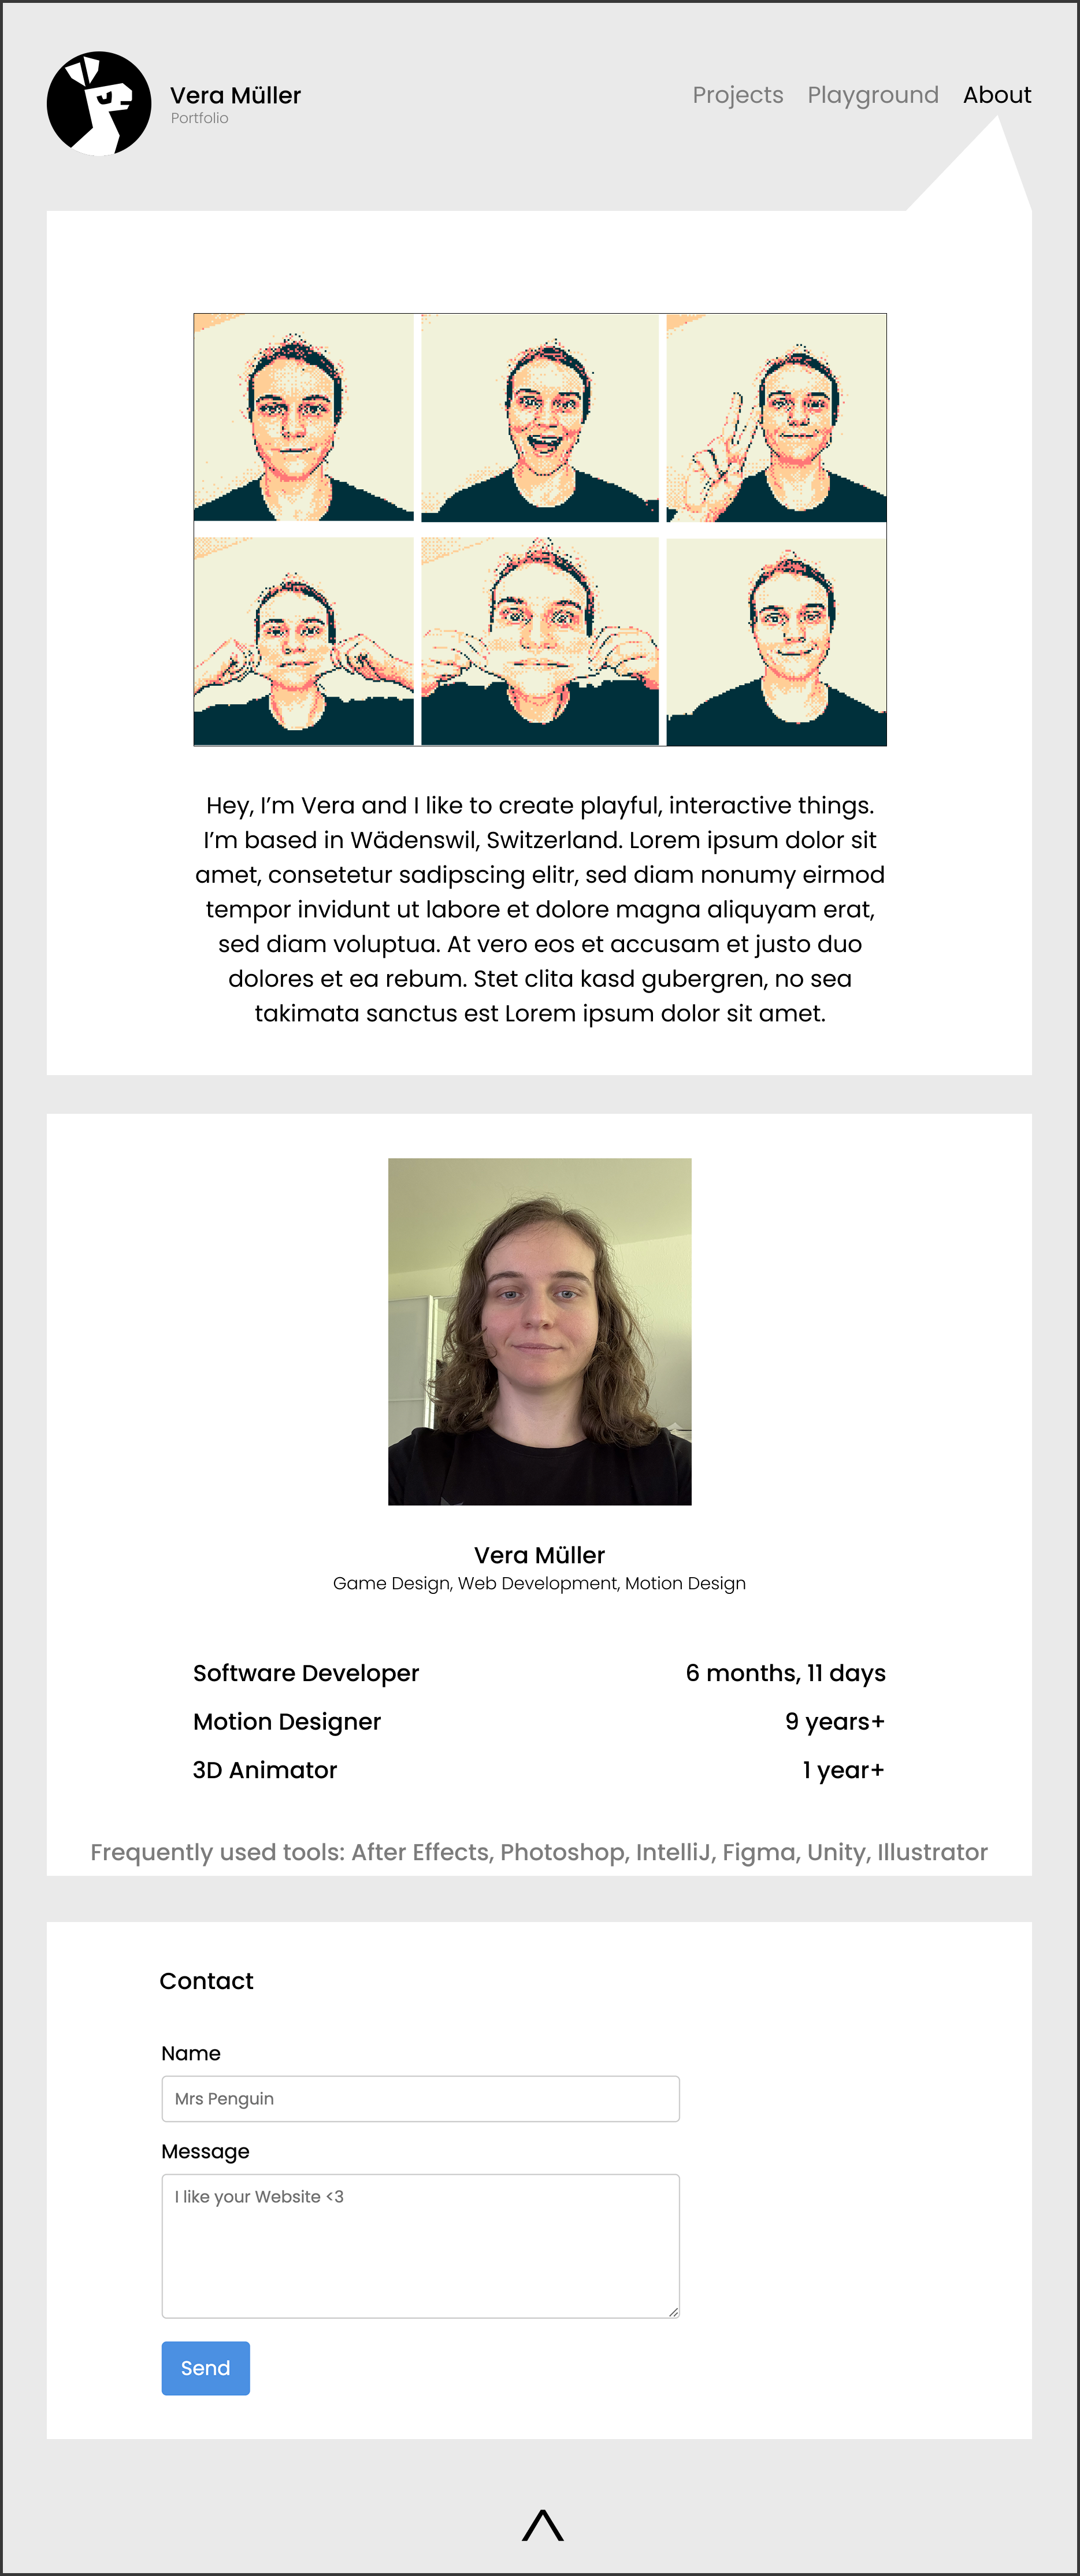 Vera Müller
Portfolio
Projects Playground About
Hey, I’m Vera and I like to create playful, interactive things.
I’m based in Wädenswil, Switzerland. Lorem ipsum dolor sit
amet, consetetur sadipscing elitr, sed diam nonumy eirmod
tempor invidunt ut labore et dolore magna aliquyam erat,
sed diam voluptua. At vero eos et accusam et justo duo
dolores et ea rebum. Stet clita kasd gubergren, no sea
takimata sanctus est Lorem ipsum dolor sit amet.
Vera Müller
Game Design, Web Development, Motion Design
Software Developer 6 months, 11 days
Motion Designer 9 years+
3D Animator 1 year+
Frequently used tools: After Effects, Photoshop, IntelliJ, Figma, Unity, Illustrator
Contact
Name
Mrs Penguin
Message
I like your Website <3
Send